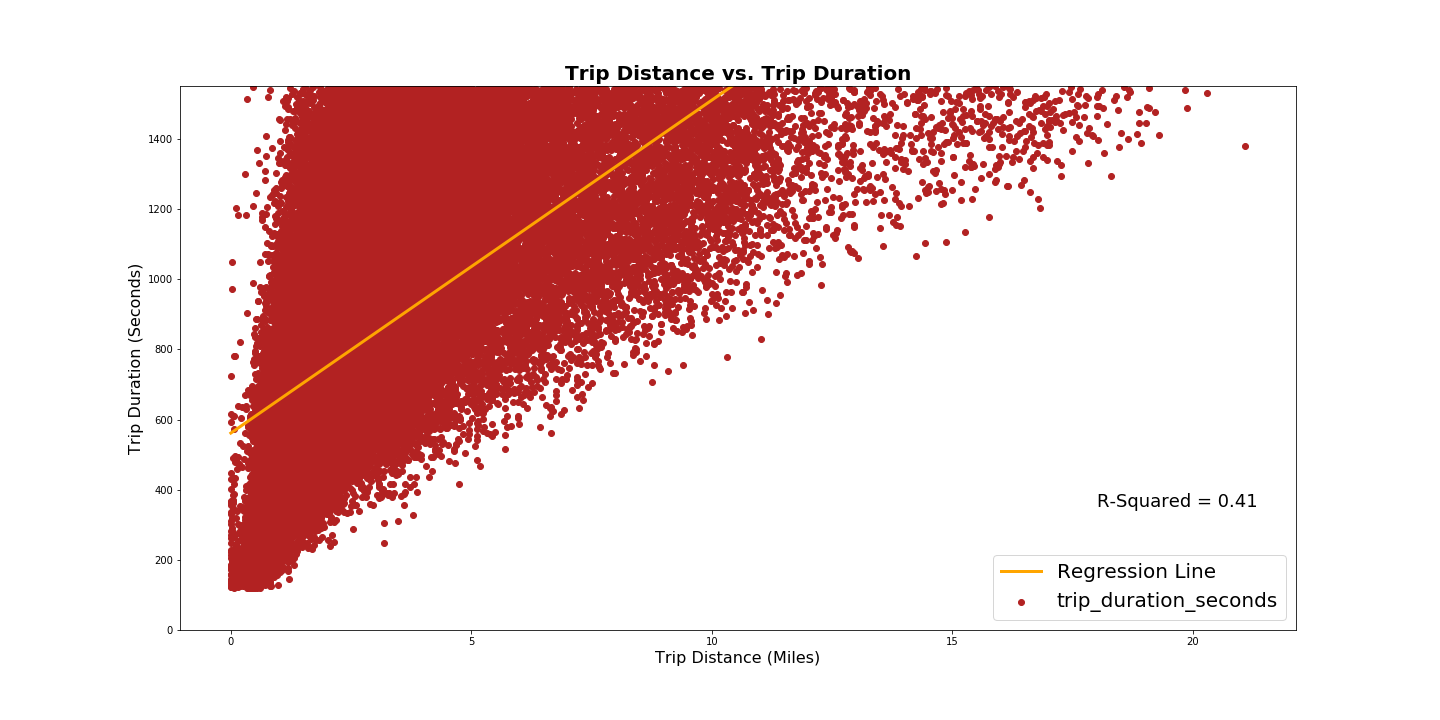 Trip Distance vs. Trip Duration
Trip Duration (Seconds)
1400
1200
1000
800
600
400
200
0
R-Squared = 0.41
Regression Line
trip_duration_seconds
0 5 10 15 20
Trip Distance (Miles)